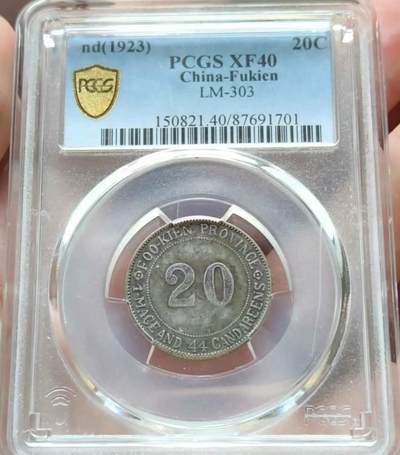 nd(1923) 20C
PCGS XF40
China-Fukien
LM-303
150821.40/87691701
PCGS
FOO-KIEN PROVINCE
20
1 MACE AND 44 CANDAREENS
PCGS